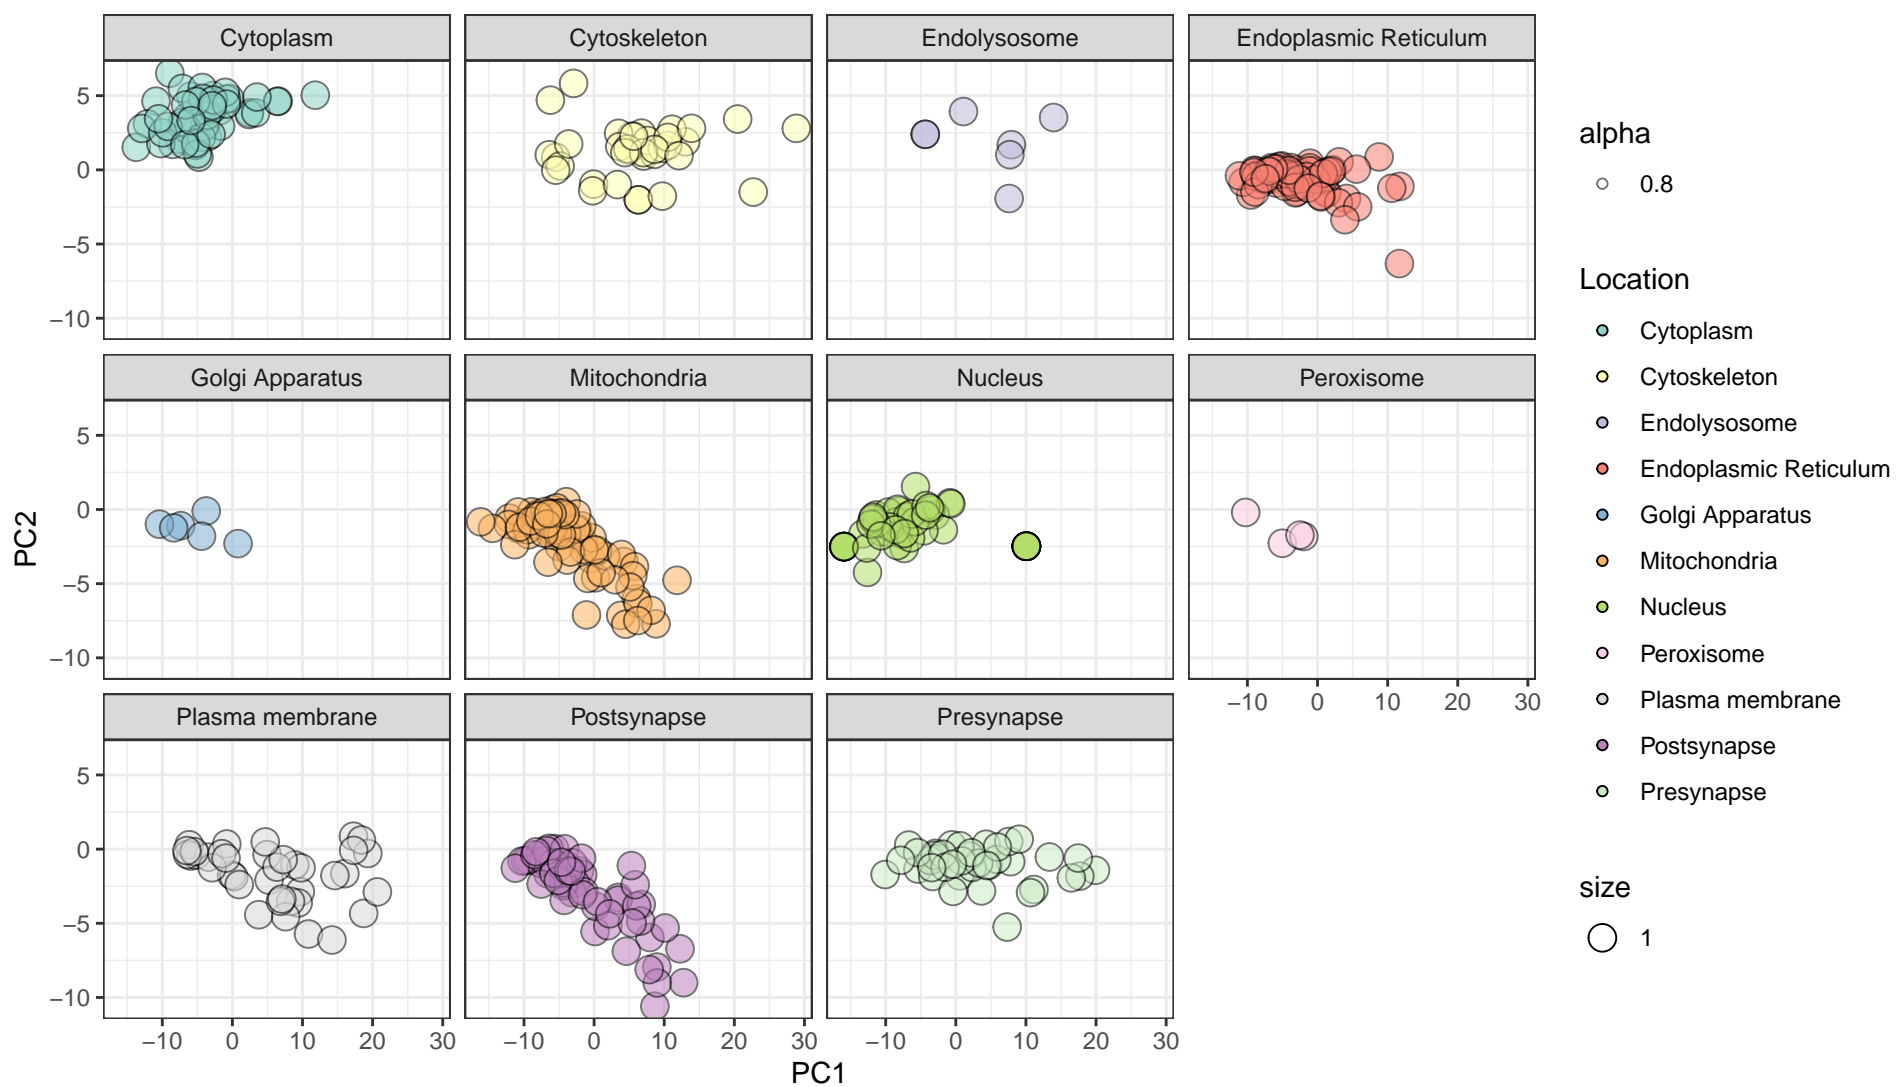 Cytoplasm Cytoskeleton Endolysosome Endoplasmic Reticulum
5
0
−5
−10
Golgi Apparatus Mitochondria Nucleus Peroxisome
5
0
−5
−10
−10 0 10 20 30
Plasma membrane Postsynapse Presynapse
5
0
−5
−10
−10 0 10 20 30 −10 0 10 20 30 −10 0 10 20 30
PC1
PC2
alpha
0.8
Location
Cytoplasm
Cytoskeleton
Endolysosome
Endoplasmic Reticulum
Golgi Apparatus
Mitochondria
Nucleus
Peroxisome
Plasma membrane
Postsynapse
Presynapse
size
1